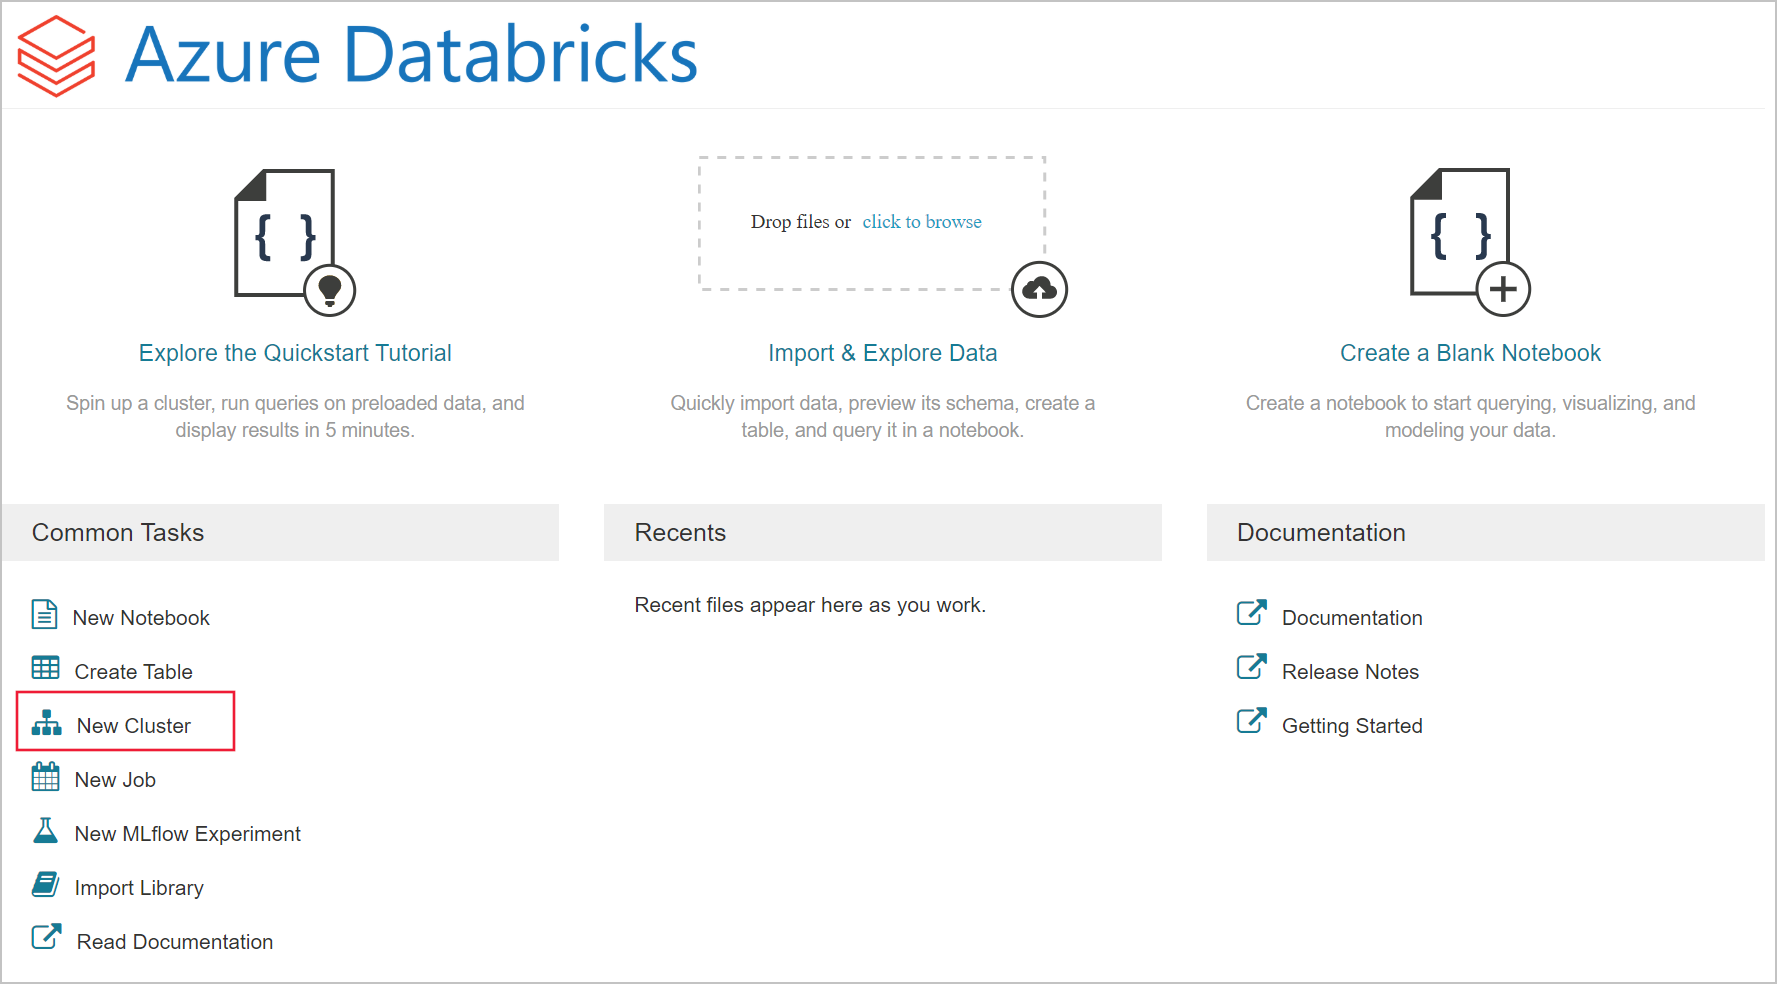 Azure Databricks
{ }
Explore the Quickstart Tutorial
Spin up a cluster, run queries on preloaded data, and
display results in 5 minutes.
Drop files or click to browse
Import & Explore Data
Quickly import data, preview its schema, create a
table, and query it in a notebook.
{ }
Create a Blank Notebook
Create a notebook to start querying, visualizing, and
modeling your data.
Common Tasks
New Notebook
Create Table
New Cluster
New Job
New MLflow Experiment
Import Library
Read Documentation
Recents
Recent files appear here as you work.
Documentation
Documentation
Release Notes
Getting Started